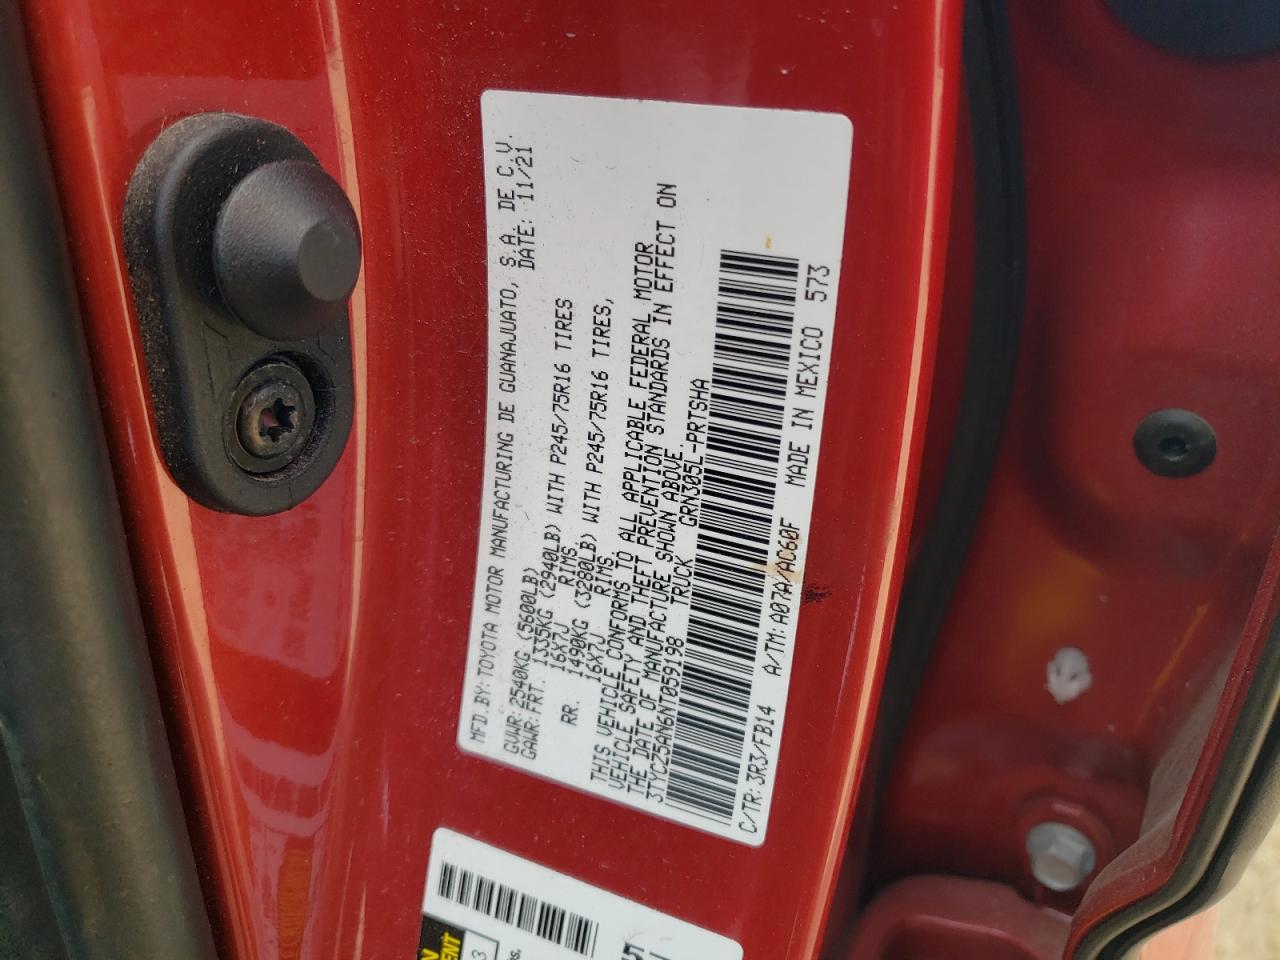 MFD.BY:TOYOTA MOTOR MANUFACTURING DE GUANAJUATO, S.A. DE C.V.
DATE: 11/21
GVWR:2540KG (5600LB)
GAWR:FRT. 1335KG (2940LB) WITH P245/75R16 TIRES
16X7J RIMS,
RR. 1490KG (3280LB) WITH P245/75R16 TIRES,
16X7J RIMS.
THIS VEHICLE CONFORMS TO ALL APPLICABLE FEDERAL MOTOR
VEHICLE SAFETY AND THEFT PREVENTION STANDARDS IN EFFECT ON
THE DATE OF MANUFACTURE SHOWN ABOVE.
3TYCZ5AN6NT059198 TRUCK GRN305L-PRTSHA
C/TR:3R3/FB14 A/TM:A07A/AC60F MADE IN MEXICO 573
3